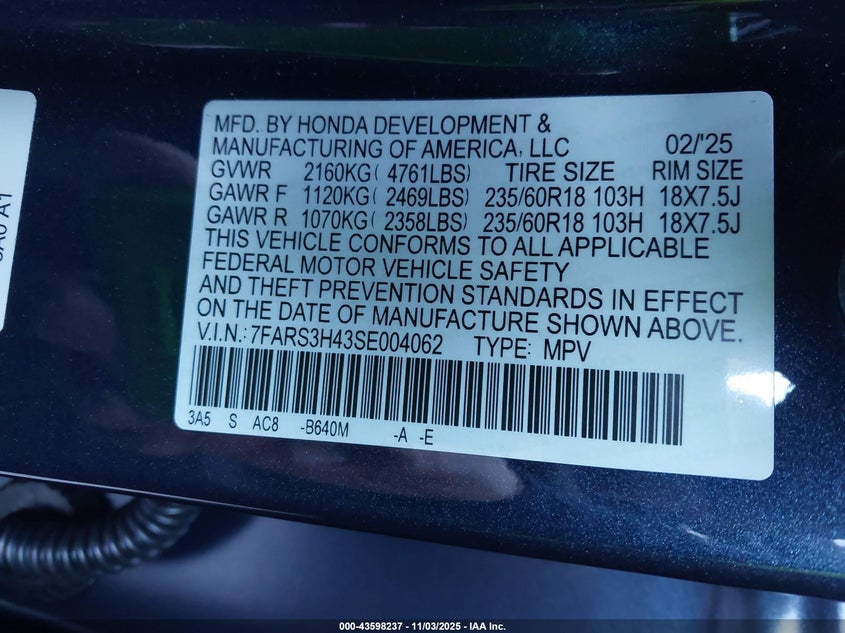 MFD. BY HONDA DEVELOPMENT &
MANUFACTURING OF AMERICA, LLC 02/'25
GVWR 2160KG( 4761LBS) TIRE SIZE RIM SIZE
GAWR F 1120KG( 2469LBS) 235/60R18 103H 18X7.5J
GAWR R 1070KG( 2358LBS) 235/60R18 103H 18X7.5J
THIS VEHICLE CONFORMS TO ALL APPLICABLE
FEDERAL MOTOR VEHICLE SAFETY
AND THEFT PREVENTION STANDARDS IN EFFECT
ON THE DATE OF MANUFACTURE SHOWN ABOVE.
V.I.N.: 7FARS3H43SE004062 TYPE: MPV
3A5 S AC8 -B640M -A -E
000-43598237 - 11/03/2025 - IAA Inc.